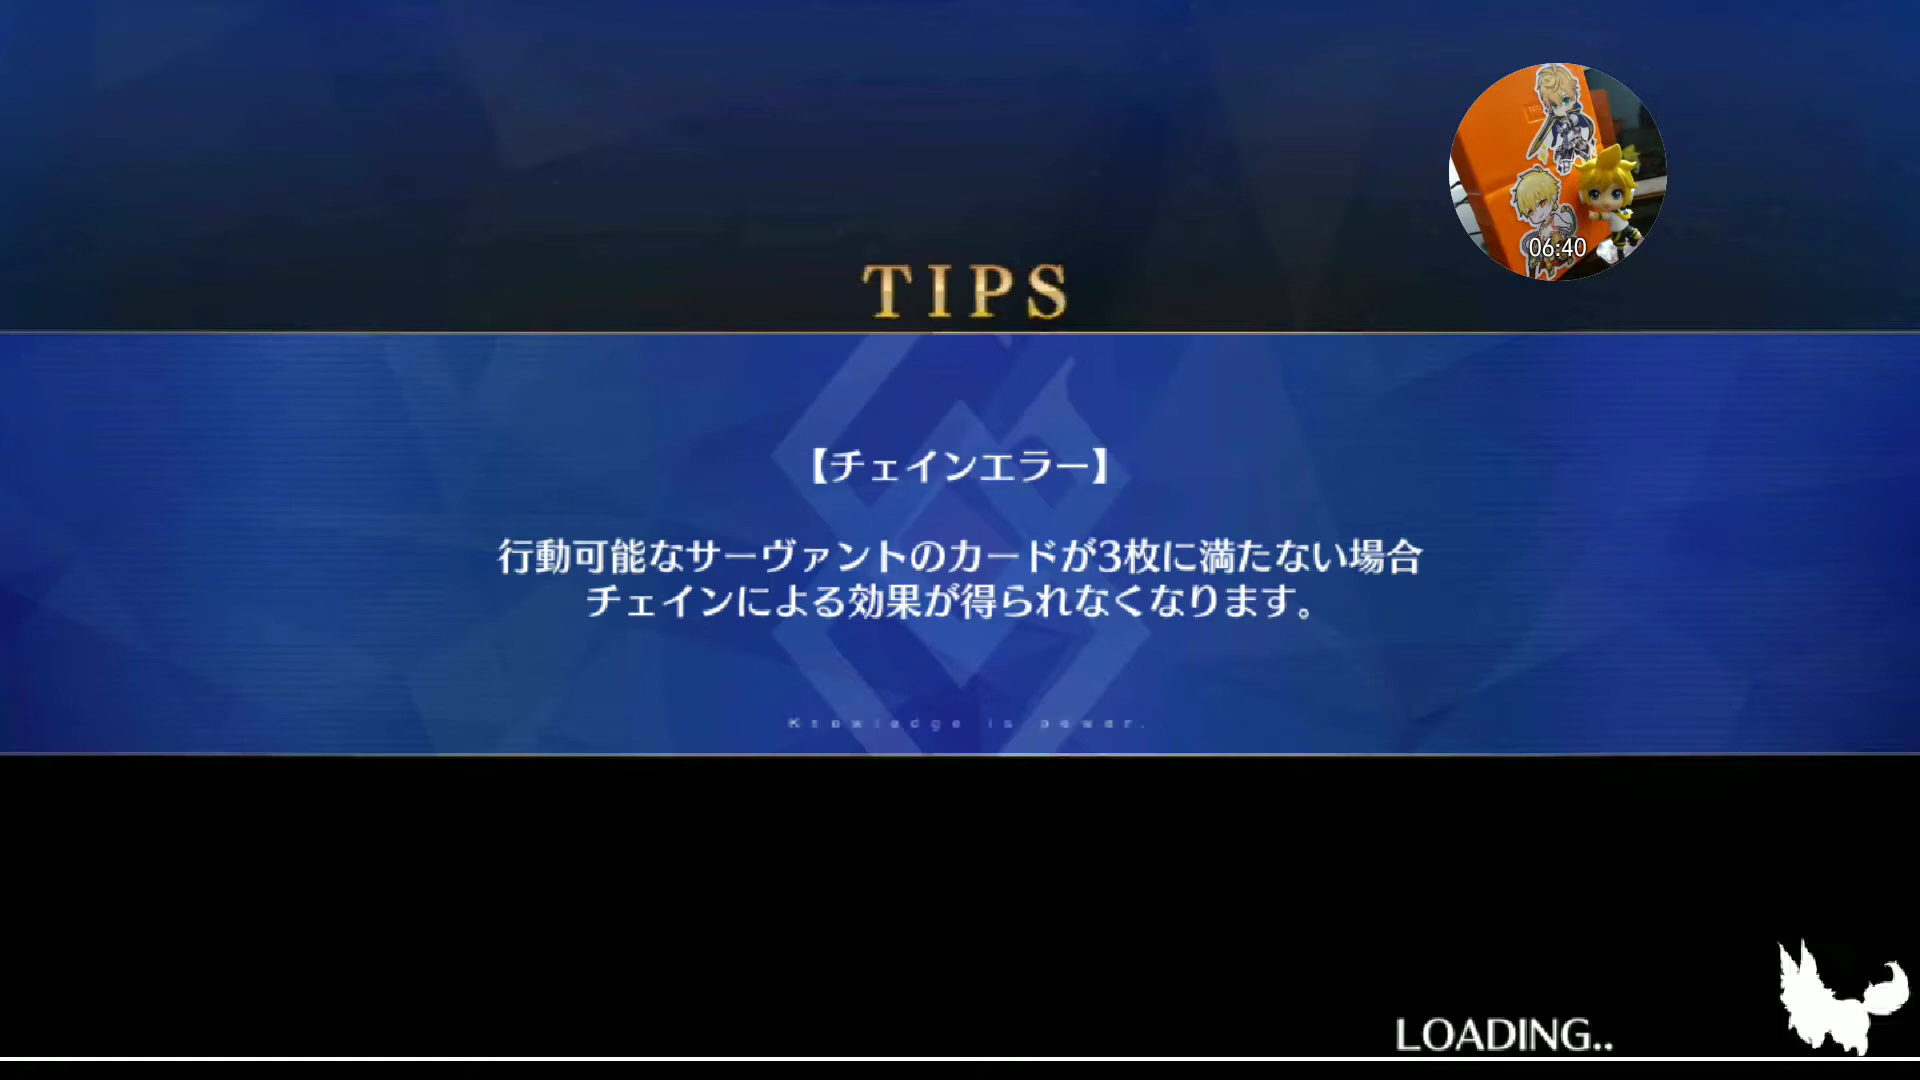 06:40
TIPS
【チェインエラー】
行動可能なサーヴァントのカードが3枚に満たない場合
チェインによる効果が得られなくなります。
Knowledge is power.
LOADING..